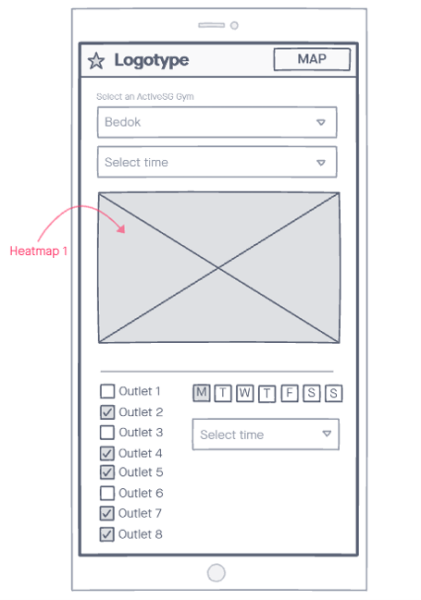 Logotype
MAP
Select an ActiveSG Gym
Bedok
Select time
Heatmap 1
Outlet 1
Outlet 2
Outlet 3
Outlet 4
Outlet 5
Outlet 6
Outlet 7
Outlet 8
M T W T F S S
Select time